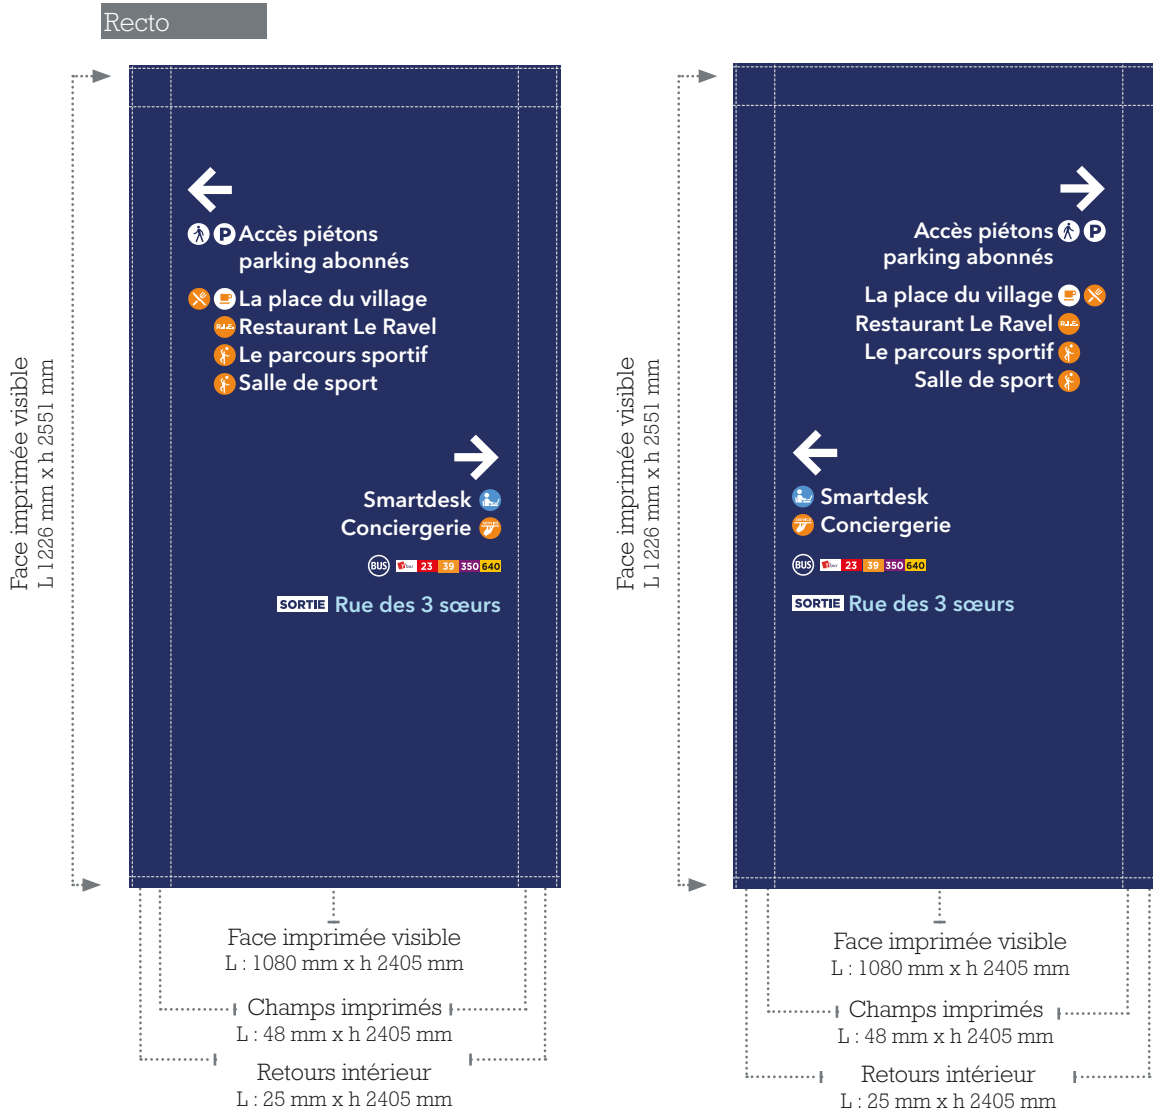 Recto
Face imprimée visible
L 1226 mm x h 2551 mm
P Accès piétons
parking abonnés
La place du village
R.I.E. Restaurant Le Ravel
Le parcours sportif
Salle de sport
Smartdesk
Conciergerie
BUS 23 39 350 640
SORTIE Rue des 3 sœurs
Face imprimée visible
L : 1080 mm x h 2405 mm
Champs imprimés
L : 48 mm x h 2405 mm
Retours intérieur
L : 25 mm x h 2405 mm
Face imprimée visible
L 1226 mm x h 2551 mm
Accès piétons P
parking abonnés
La place du village
Restaurant Le Ravel R.I.E.
Le parcours sportif
Salle de sport
Smartdesk
Conciergerie
BUS 23 39 350 640
SORTIE Rue des 3 sœurs
Face imprimée visible
L : 1080 mm x h 2405 mm
Champs imprimés
L : 48 mm x h 2405 mm
Retours intérieur
L : 25 mm x h 2405 mm